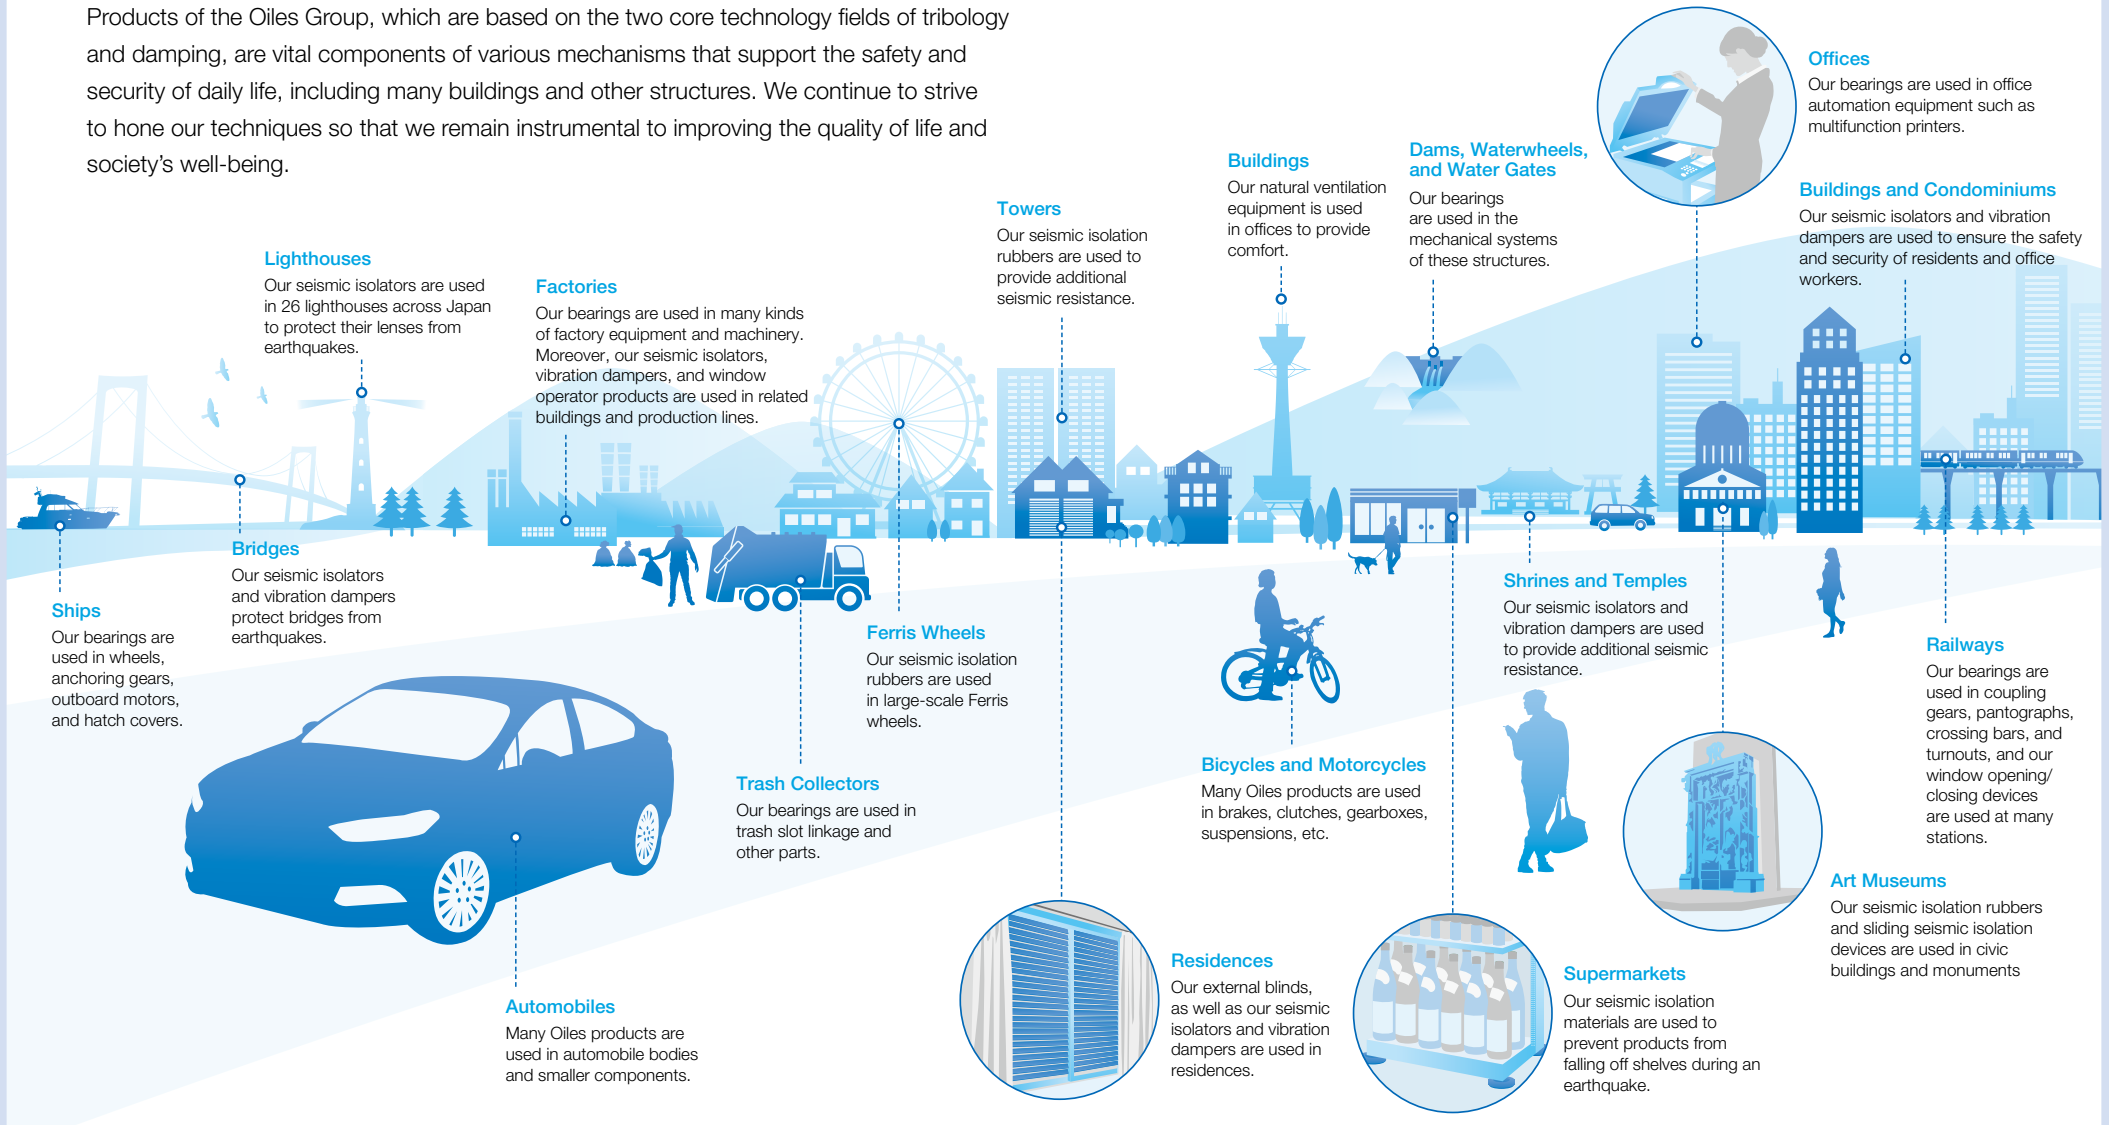 Products of the Oiles Group, which are based on the two core technology fields of tribology
and damping, are vital components of various mechanisms that support the safety and
security of daily life, including many buildings and other structures. We continue to strive
to hone our techniques so that we remain instrumental to improving the quality of life and
society's well-being.
Lighthouses
Our seismic isolators are used
in 26 lighthouses across Japan
to protect their lenses from
earthquakes.
Factories
Our bearings are used in many kinds
of factory equipment and machinery.
Moreover, our seismic isolators,
vibration dampers, and window
operator products are used in related
buildings and production lines.
Towers
Our seismic isolation
rubbers are used to
provide additional
seismic resistance.
Buildings
Our natural ventilation
equipment is used
in offices to provide
comfort.
Dams, Waterwheels,
and Water Gates
Our bearings
are used in the
mechanical systems
of these structures.
Offices
Our bearings are used in office
automation equipment such as
multifunction printers.
Buildings and Condominiums
Our seismic isolators and vibration
dampers are used to ensure the safety
and security of residents and office
workers.
Ships
Our bearings are
used in wheels,
anchoring gears,
outboard motors,
and hatch covers.
Bridges
Our seismic isolators
and vibration dampers
protect bridges from
earthquakes.
Automobiles
Many Oiles products are
used in automobile bodies
and smaller components.
Trash Collectors
Our bearings are used in
trash slot linkage and
other parts.
Ferris Wheels
Our seismic isolation
rubbers are used
in large-scale Ferris
wheels.
Residences
Our external blinds,
as well as our seismic
isolators and vibration
dampers are used in
residences.
Bicycles and Motorcycles
Many Oiles products are used
in brakes, clutches, gearboxes,
suspensions, etc.
Supermarkets
Our seismic isolation
materials are used to
prevent products from
falling off shelves during an
earthquake.
Shrines and Temples
Our seismic isolators and
vibration dampers are used
to provide additional seismic
resistance.
Art Museums
Our seismic isolation rubbers
and sliding seismic isolation
devices are used in civic
buildings and monuments
Railways
Our bearings are
used in coupling
gears, pantographs,
crossing bars, and
turnouts, and our
window opening/
closing devices
are used at many
stations.